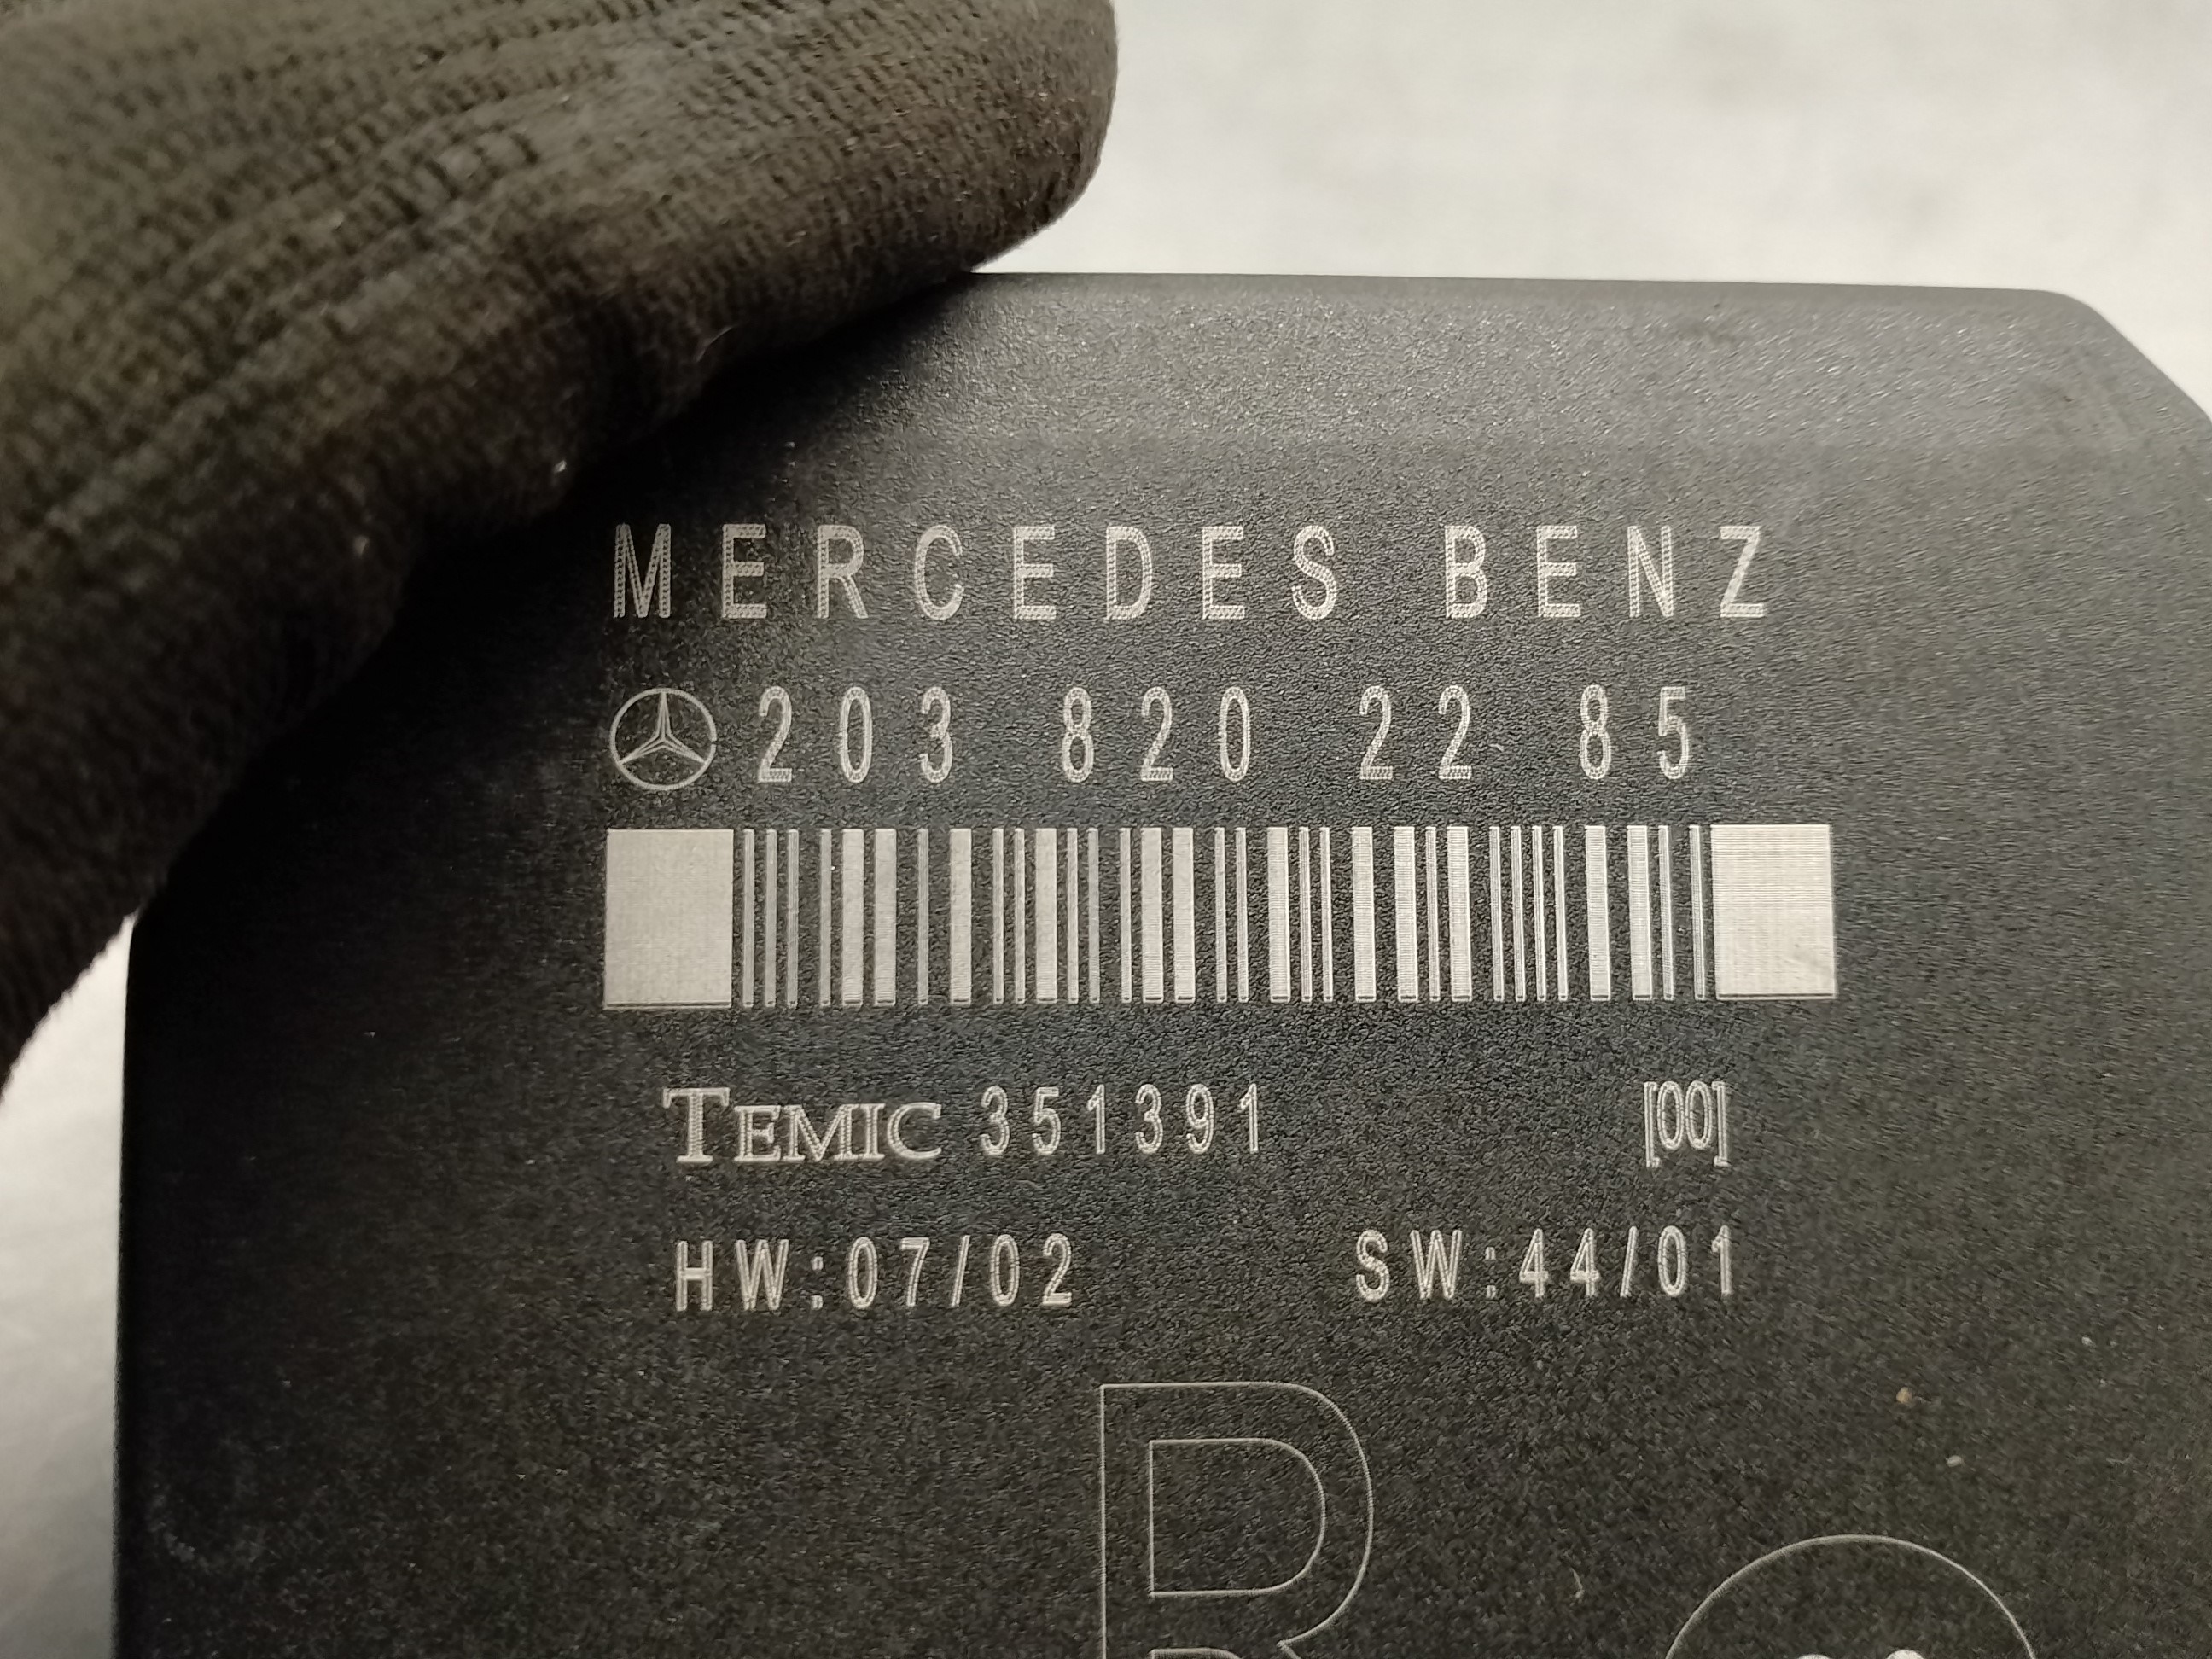 MERCEDES BENZ
203 820 22 85
TEMIC 351391 [00]
HW:07/02 SW:44/01
R